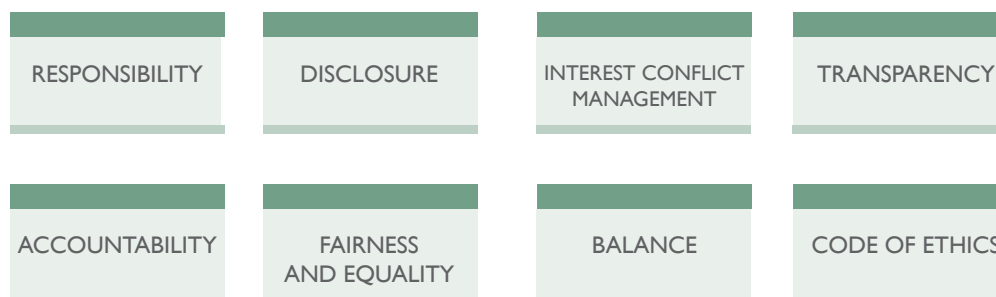 RESPONSIBILITY
DISCLOSURE
INTEREST CONFLICT
MANAGEMENT
TRANSPARENCY
ACCOUNTABILITY
FAIRNESS
AND EQUALITY
BALANCE
CODE OF ETHICS